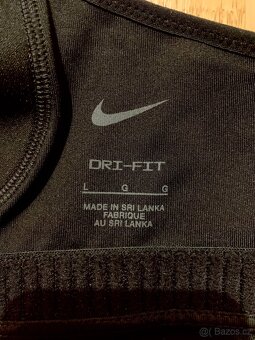 DRI-FIT
L G G
MADE IN SRI LANKA
FABRIQUE
AU SRI LANKA
Bazos.cz